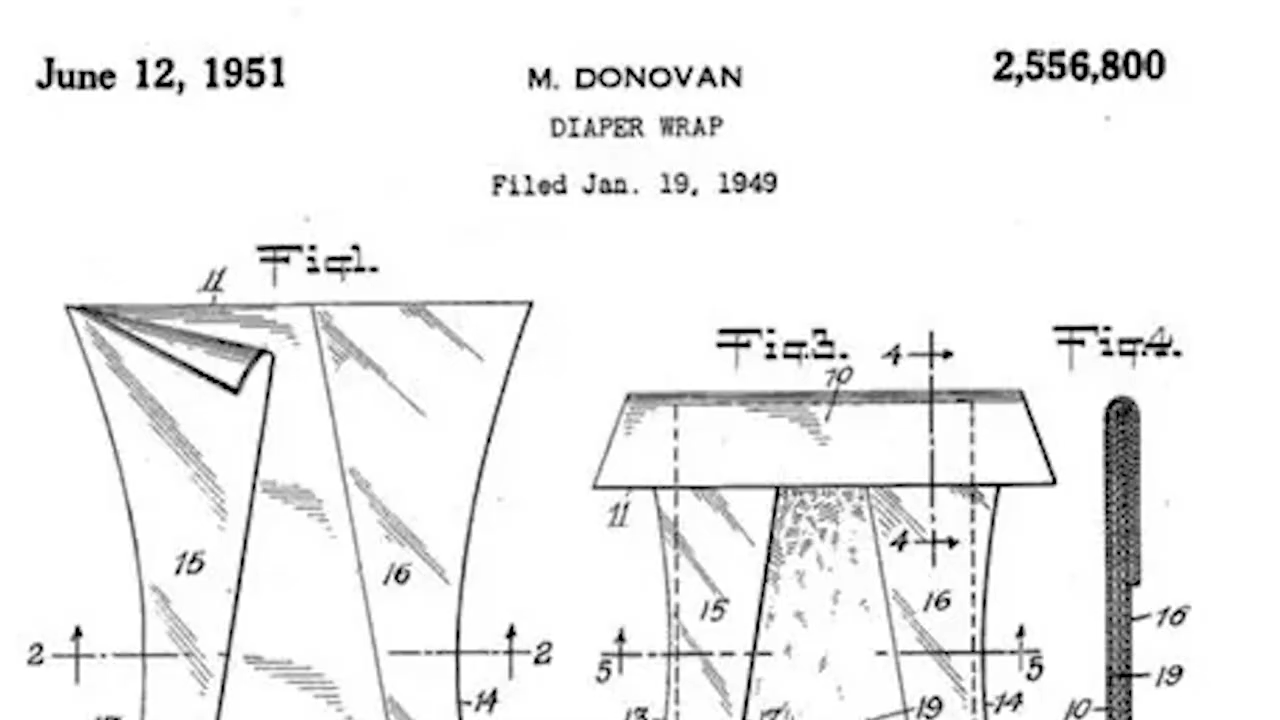 June 12, 1951
M. DONOVAN
2,556,800
DIAPER WRAP
Filed Jan. 19, 1949
Fig.1.
11
Fig.3.
4
Fig.4.
10
11
4
15
16
15
16
16
2
2
5
5
19
14
19
14
10